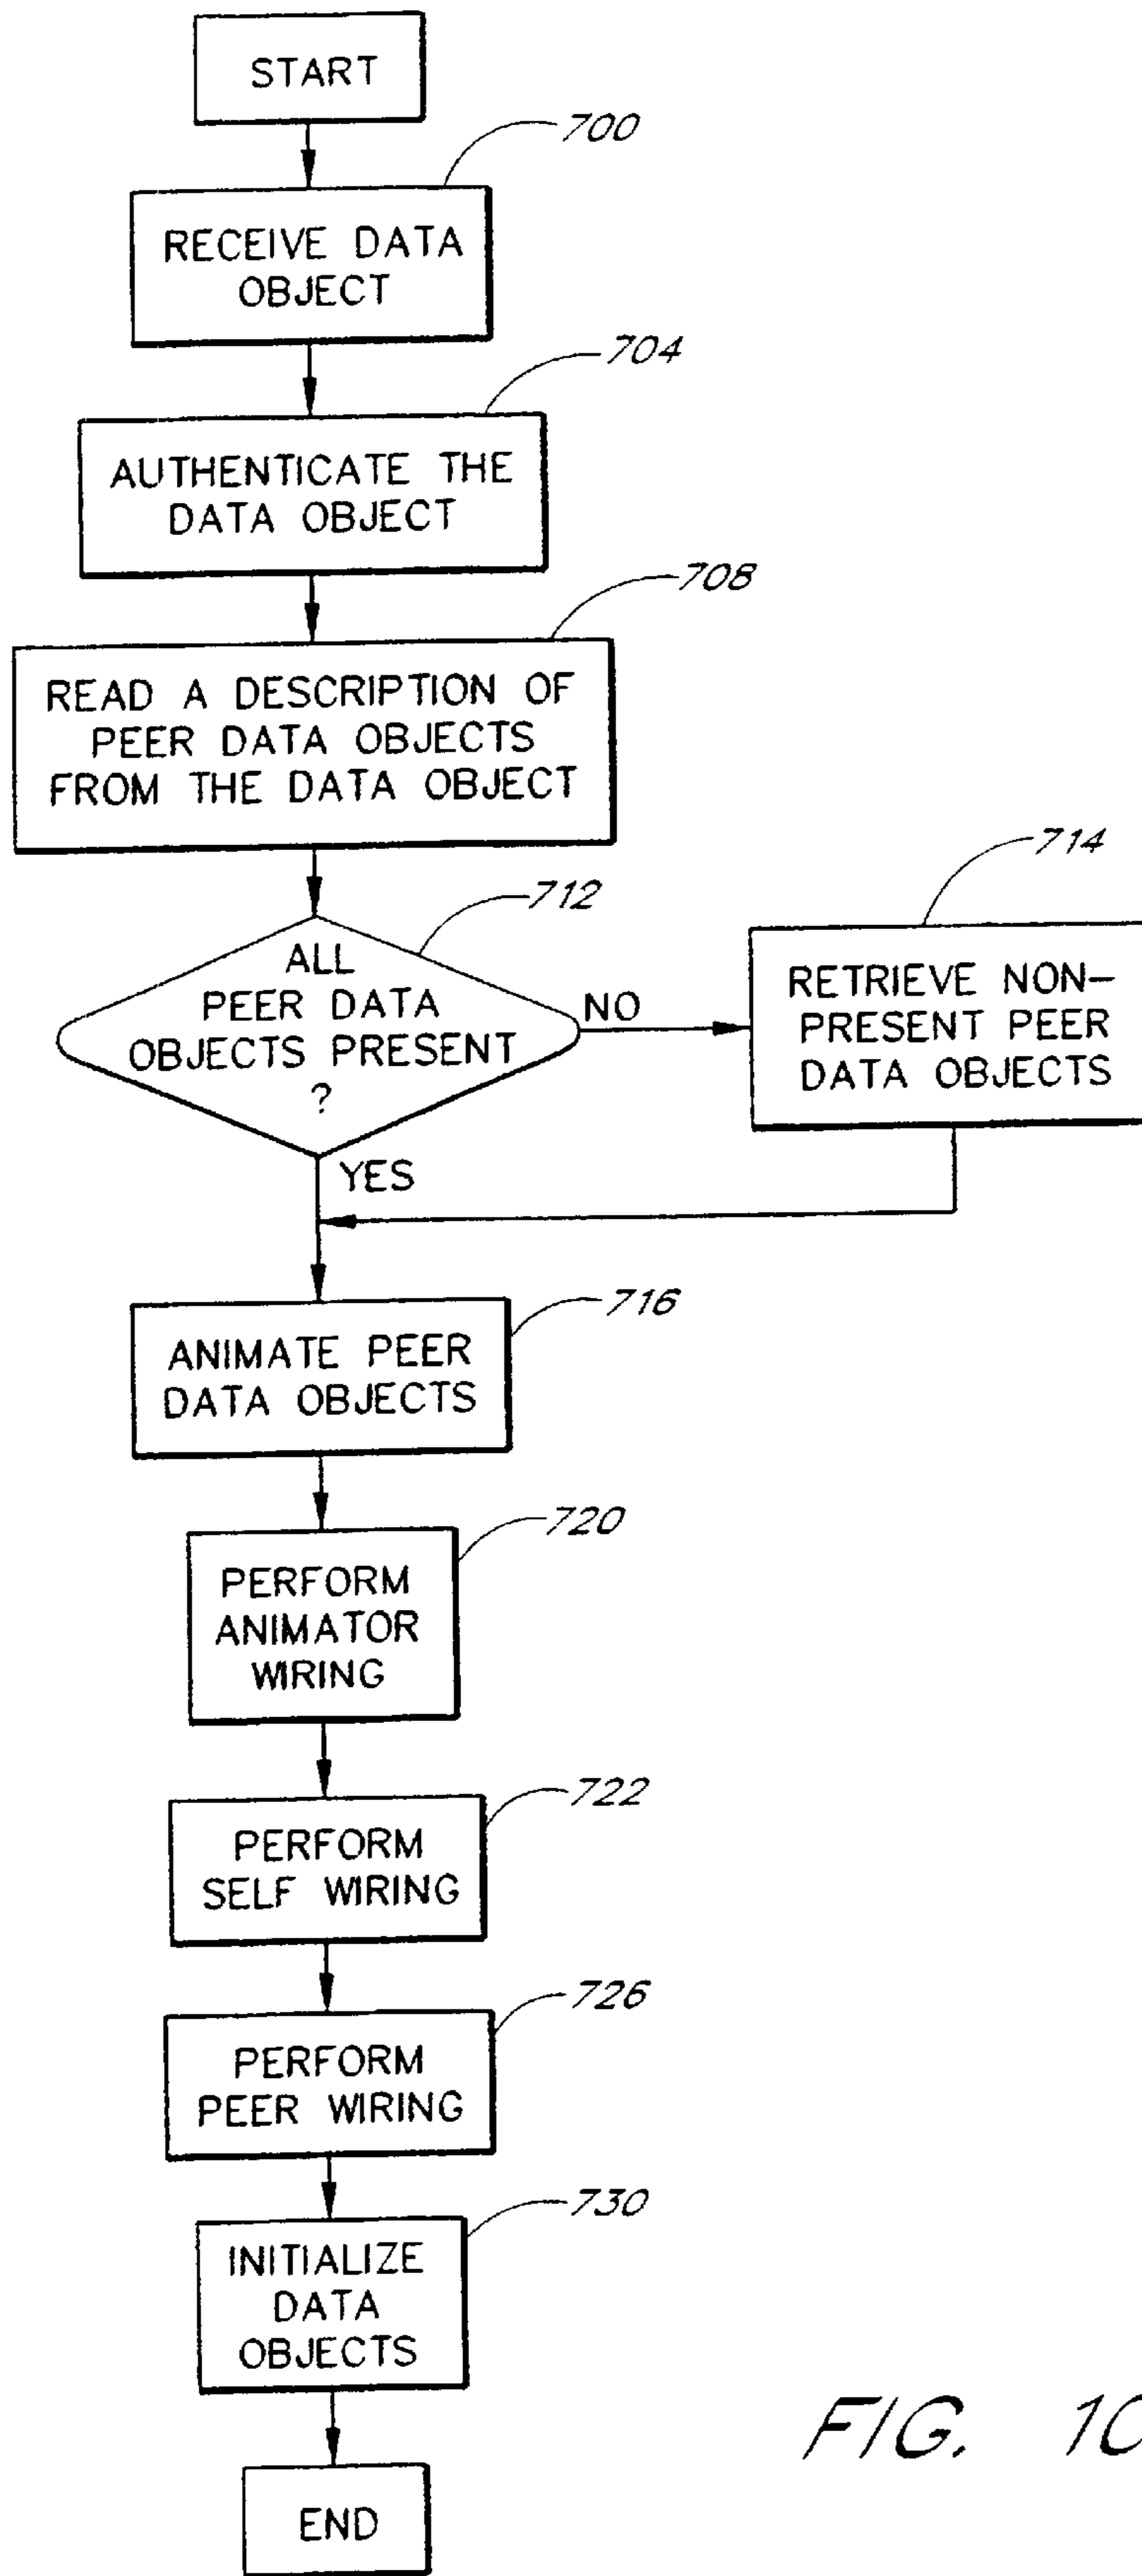 START
700
RECEIVE DATA
OBJECT
704
AUTHENTICATE THE
DATA OBJECT
708
READ A DESCRIPTION OF
PEER DATA OBJECTS
FROM THE DATA OBJECT
712
ALL
PEER DATA
OBJECTS PRESENT
?
NO
714
RETRIEVE NON-
PRESENT PEER
DATA OBJECTS
YES
716
ANIMATE PEER
DATA OBJECTS
720
PERFORM
ANIMATOR
WIRING
722
PERFORM
SELF WIRING
726
PERFORM
PEER WIRING
730
INITIALIZE
DATA
OBJECTS
END
FIG. 10